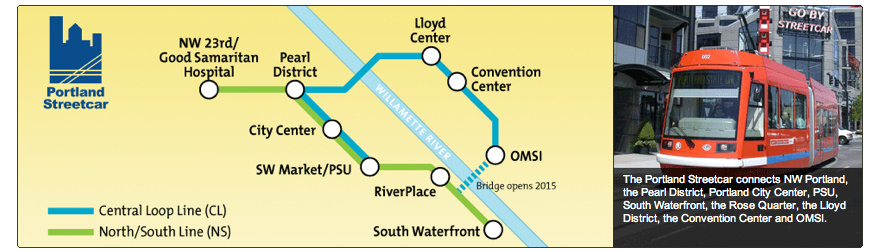 Portland
Streetcar
NW 23rd/
Good Samaritan
Hospital
Pearl
District
Lloyd
Center
Convention
Center
WILLAMETTE RIVER
City Center
SW Market/PSU
OMSI
RiverPlace
Bridge opens 2015
South Waterfront
Central Loop Line (CL)
North/South Line (NS)
GO BY
STREETCAR
002
The Portland Streetcar connects NW Portland,
the Pearl District, Portland City Center, PSU,
South Waterfront, the Rose Quarter, the Lloyd
District, the Convention Center and OMSI.